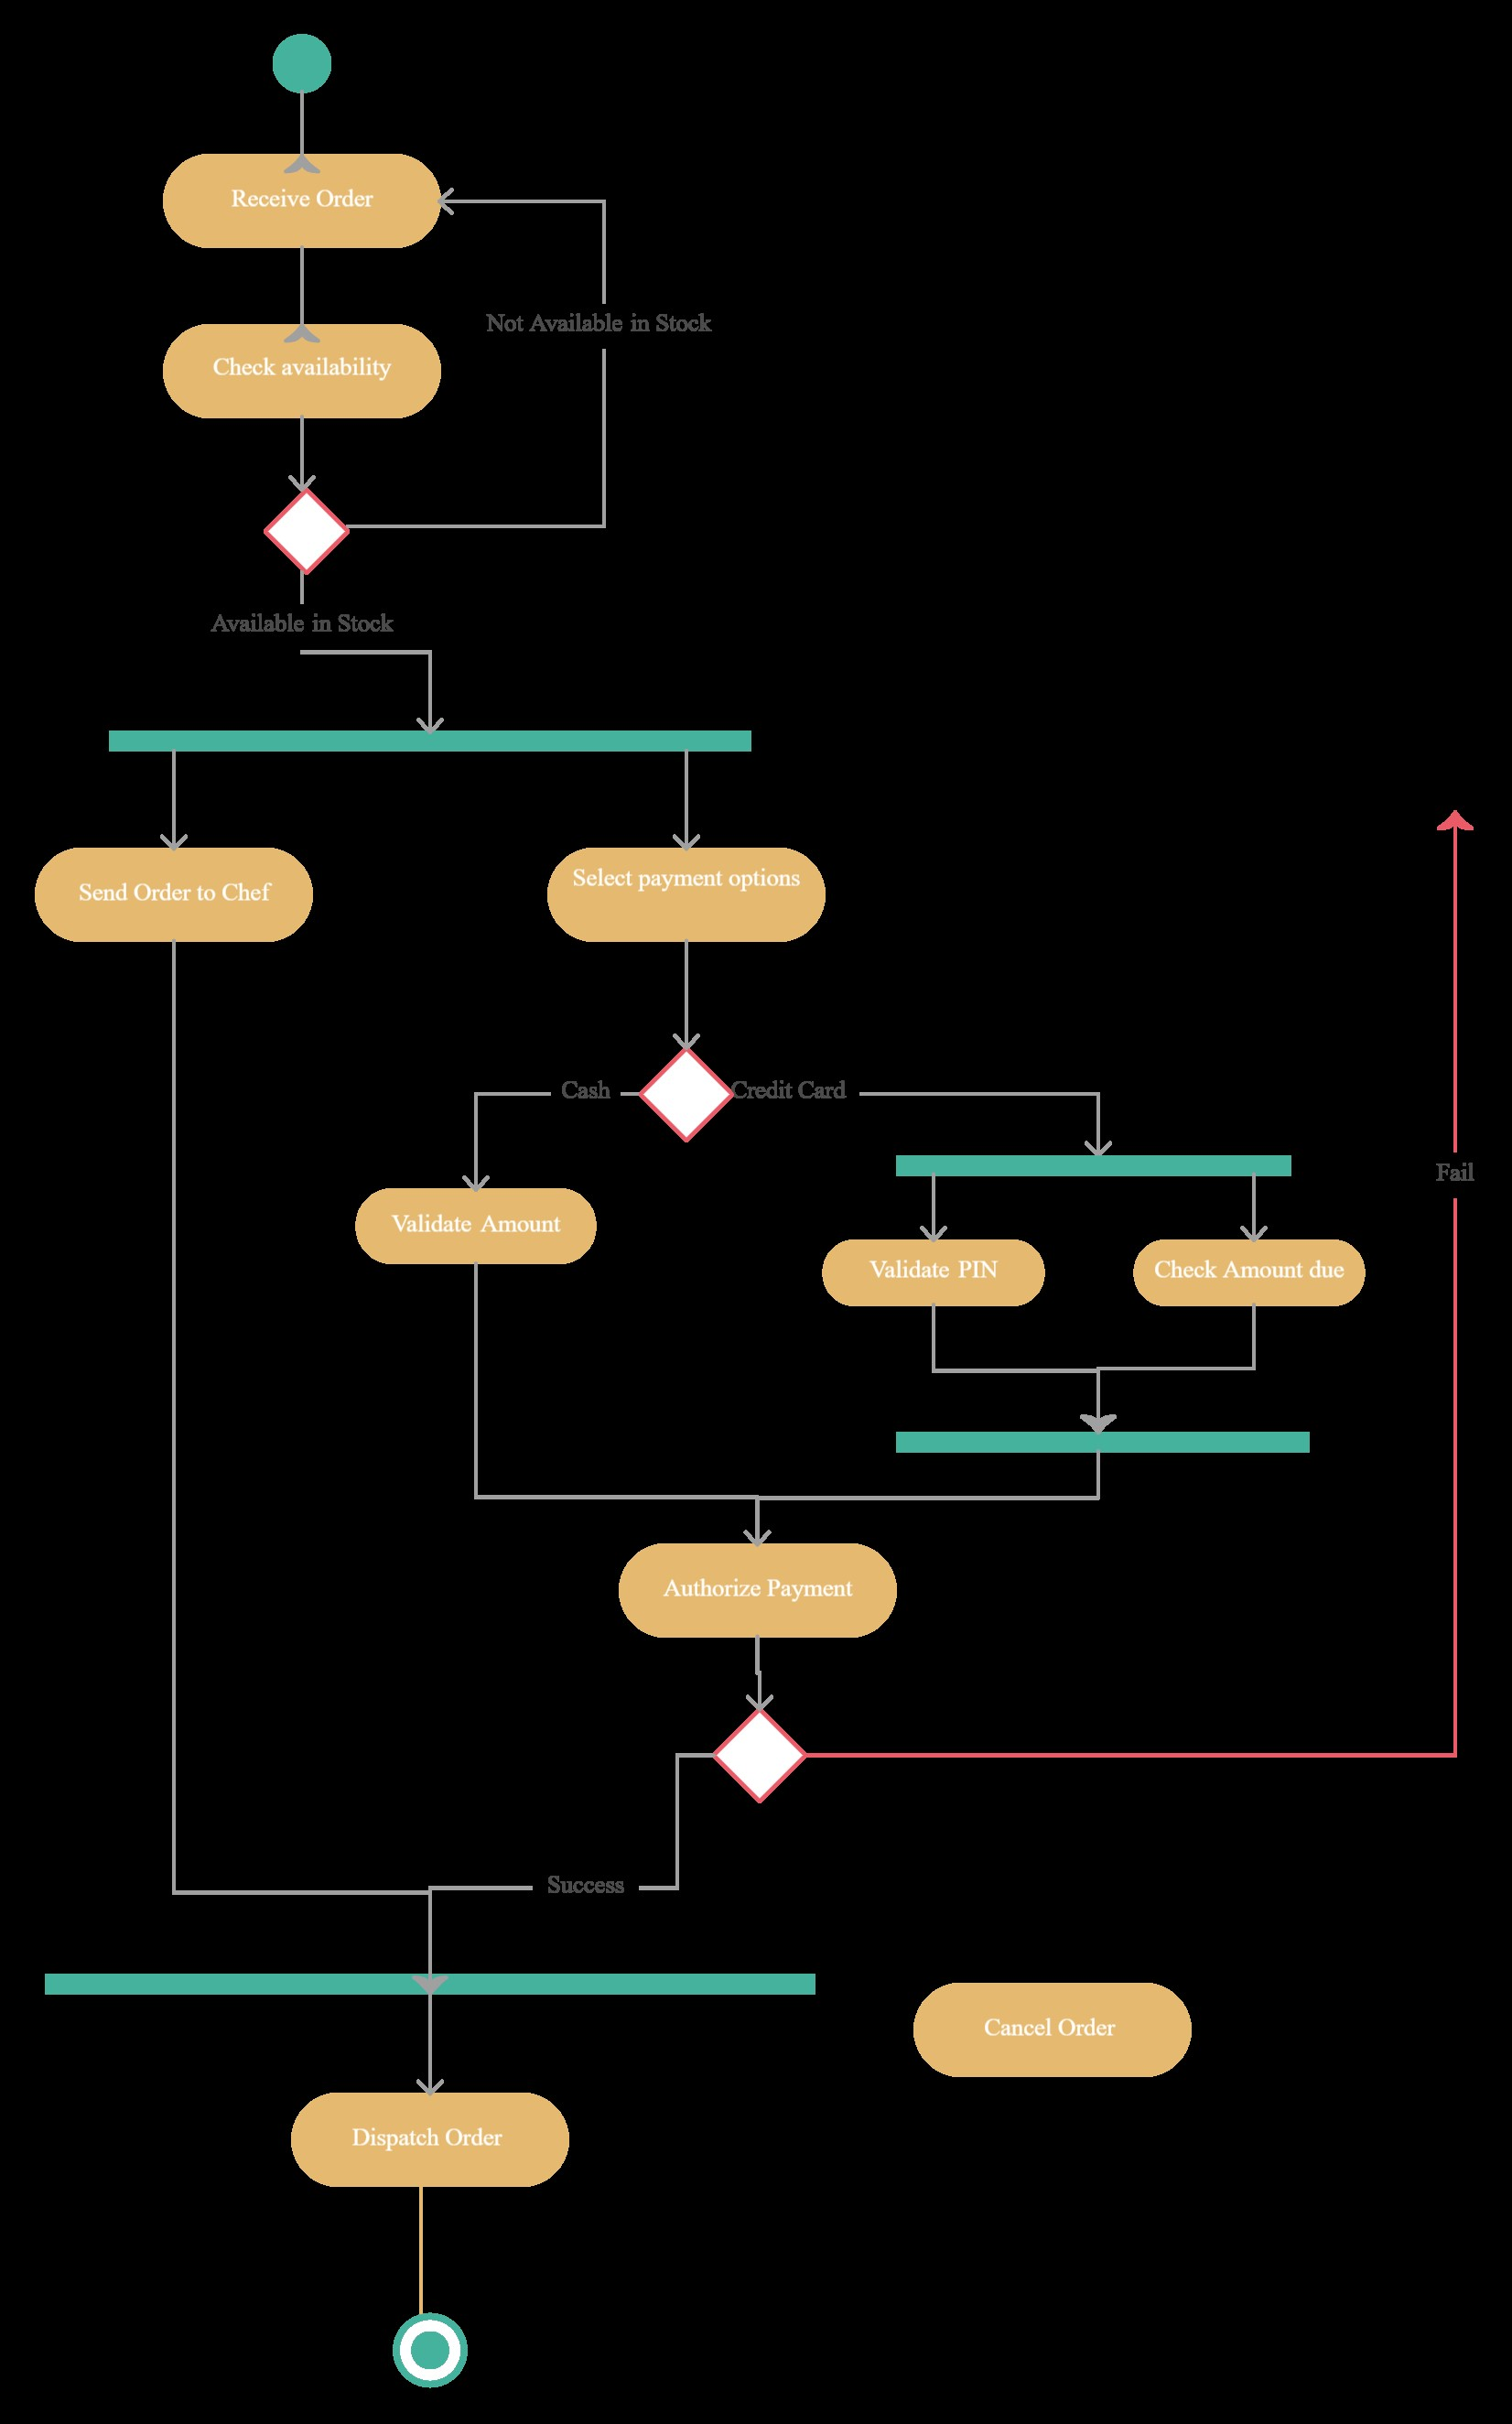 Receive Order
Not Available in Stock
Check availability
Available in Stock
Send Order to Chef
Select payment options
Cash
Credit Card
Fail
Validate Amount
Validate PIN
Check Amount due
Authorize Payment
Success
Cancel Order
Dispatch Order